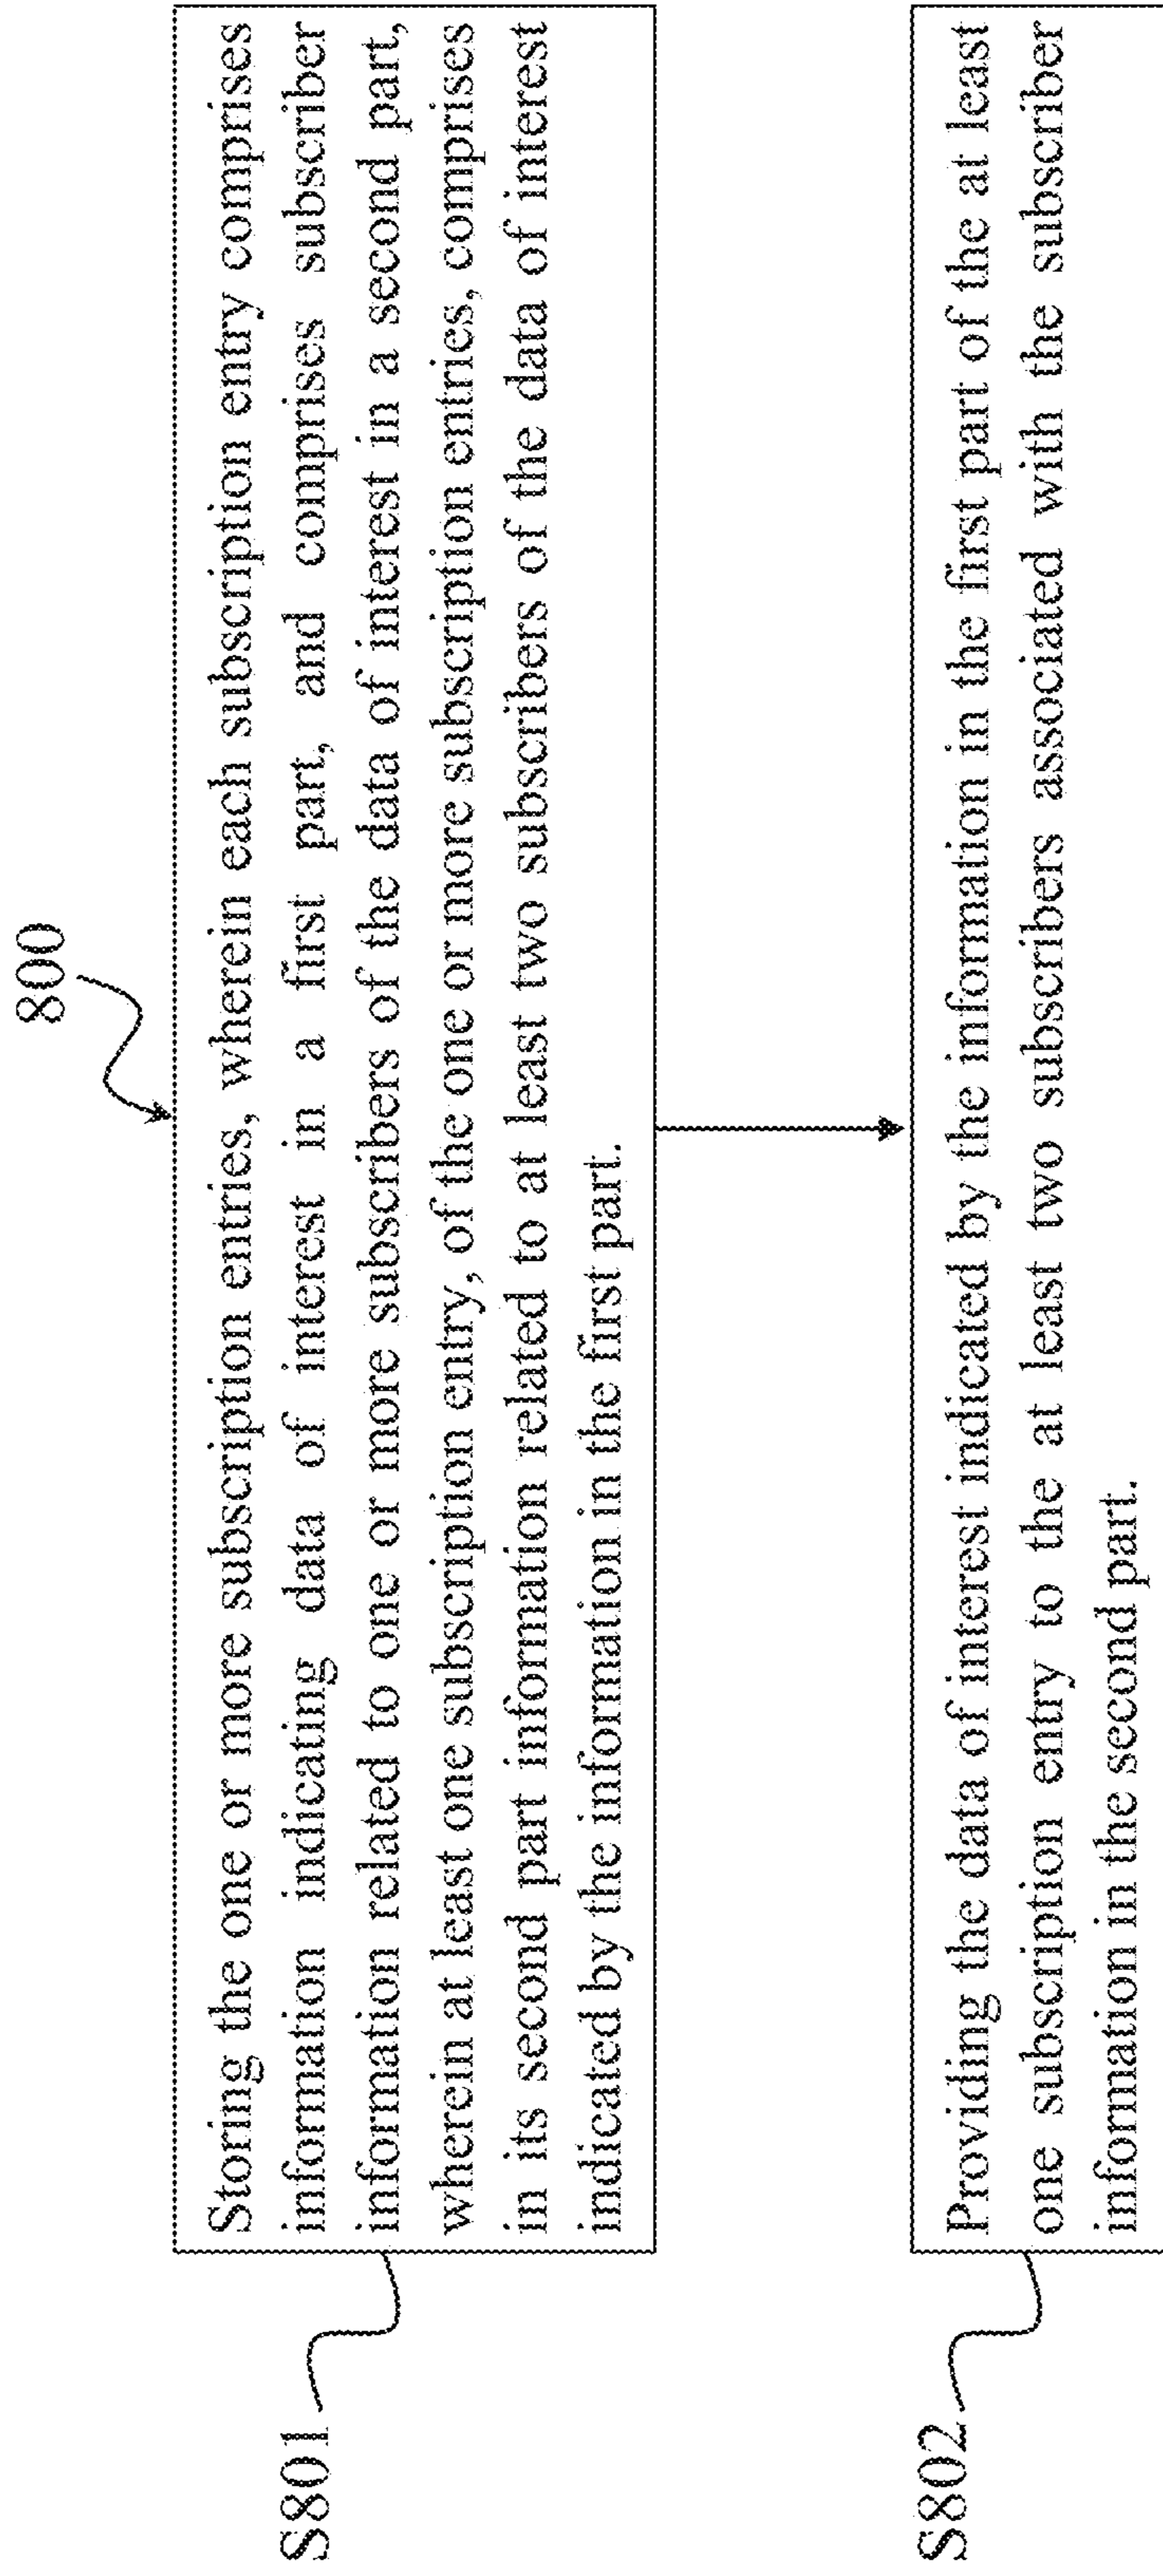 800
S801
Storing the one or more subscription entries, wherein each subscription entry comprises
information indicating data of interest in a first part, and comprises subscriber
information related to one or more subscribers of the data of interest in a second part,
wherein at least one subscription entry, of the one or more subscription entries, comprises
in its second part information related to at least two subscribers of the data of interest
indicated by the information in the first part.
S802
Providing the data of interest indicated by the information in the first part of the at least
one subscription entry to the at least two subscribers associated with the subscriber
information in the second part.